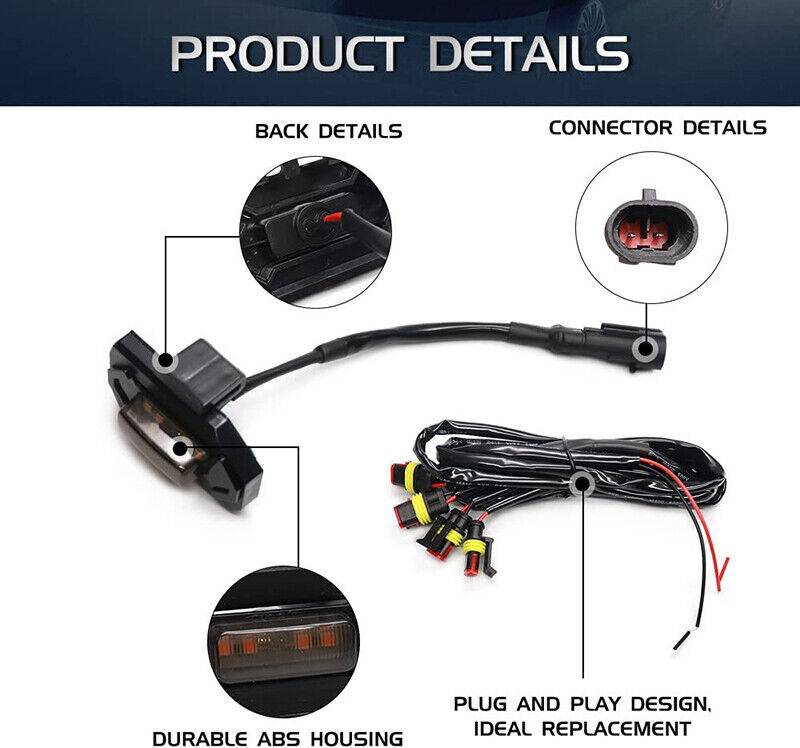 PRODUCT DETAILS
BACK DETAILS
CONNECTOR DETAILS
DURABLE ABS HOUSING
PLUG AND PLAY DESIGN,
IDEAL REPLACEMENT